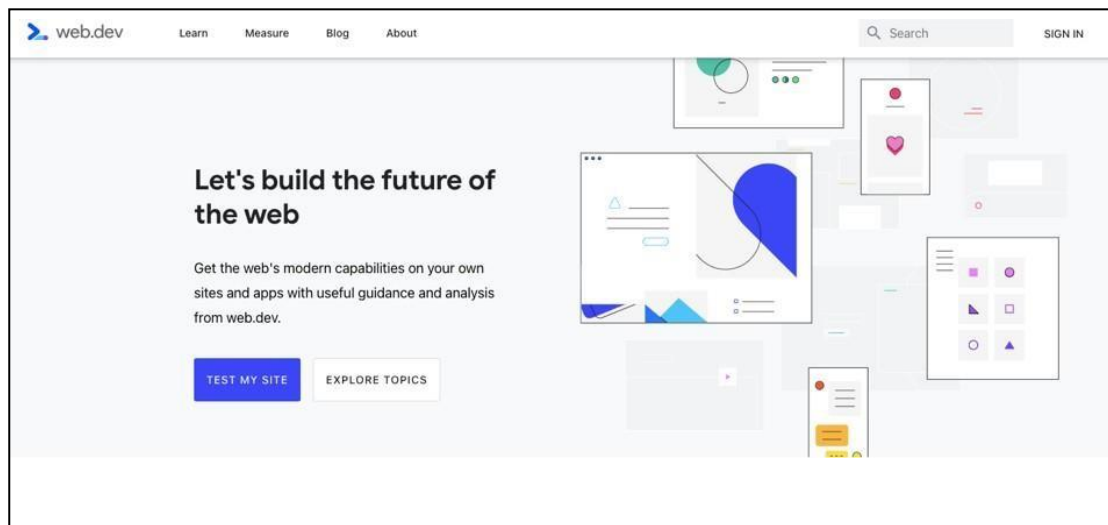 web.dev Learn Measure Blog About Search SIGN IN
Let's build the future of
the web
Get the web's modern capabilities on your own
sites and apps with useful guidance and analysis
from web.dev.
TEST MY SITE EXPLORE TOPICS